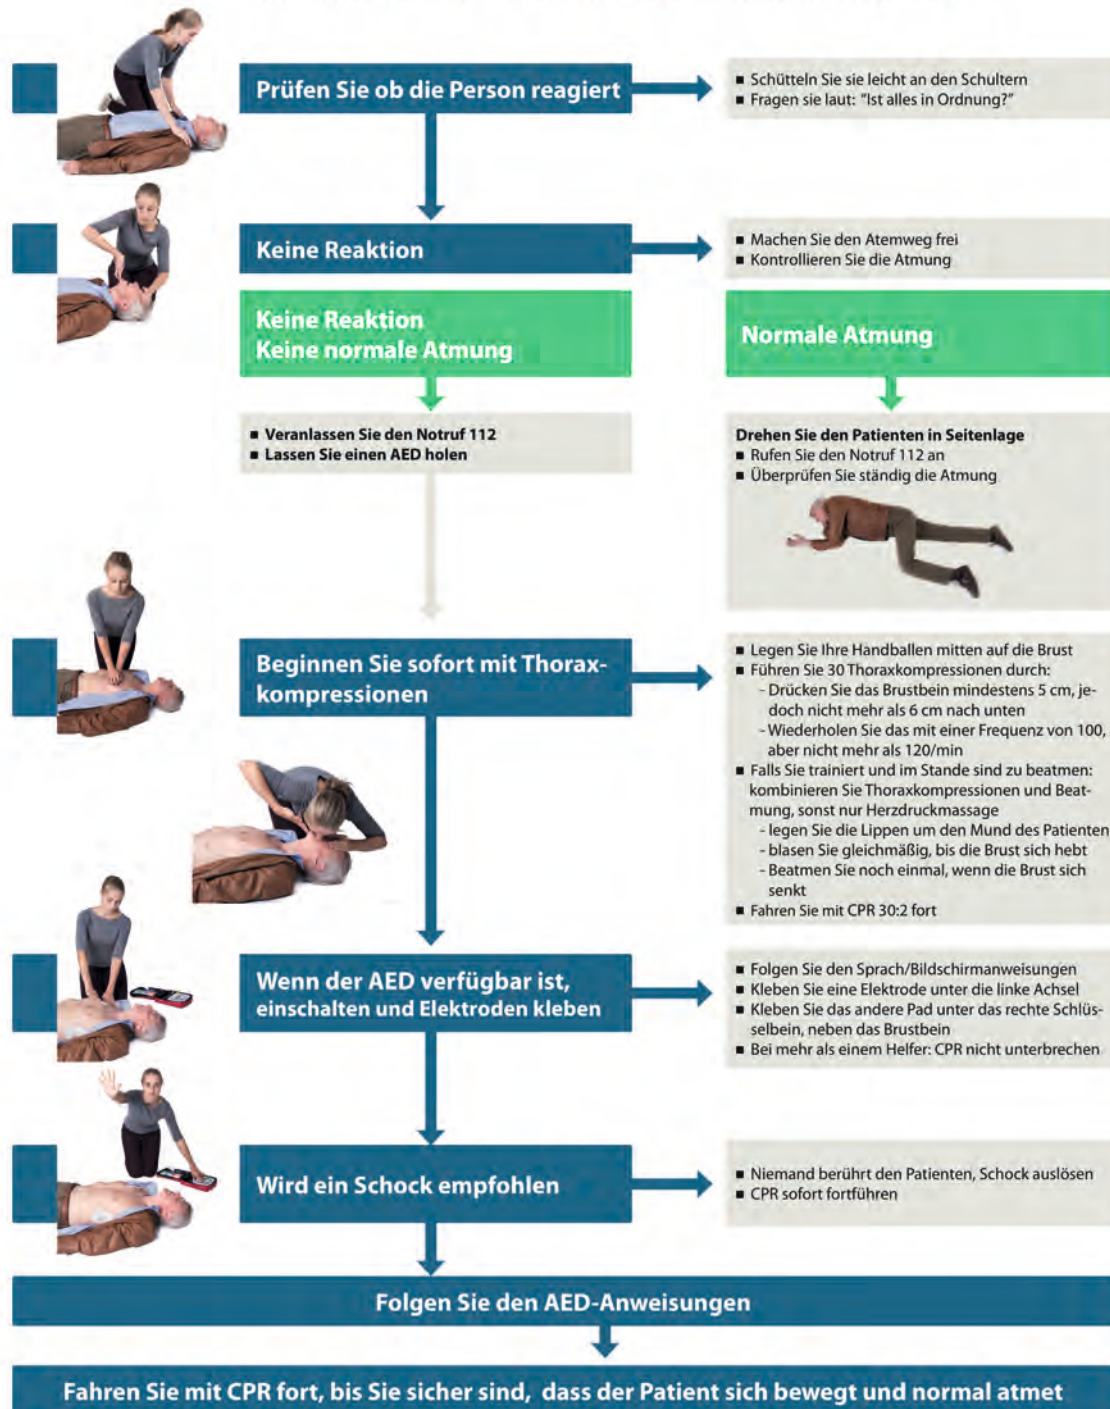 Prüfen Sie ob die Person reagiert
■ Schütteln Sie sie leicht an den Schultern
■ Fragen sie laut: “Ist alles in Ordnung?”
Keine Reaktion
■ Machen Sie den Atemweg frei
■ Kontrollieren Sie die Atmung
Keine Reaktion
Keine normale Atmung
■ Veranlassen Sie den Notruf 112
■ Lassen Sie einen AED holen
Normale Atmung
Drehen Sie den Patienten in Seitenlage
■ Rufen Sie den Notruf 112 an
■ Überprüfen Sie ständig die Atmung
Beginnen Sie sofort mit Thorax-
kompressionen
■ Legen Sie Ihre Handballen mitten auf die Brust
■ Führen Sie 30 Thoraxkompressionen durch:
- Drücken Sie das Brustbein mindestens 5 cm, je-
doch nicht mehr als 6 cm nach unten
- Wiederholen Sie das mit einer Frequenz von 100,
aber nicht mehr als 120/min
■ Falls Sie trainiert und im Stande sind zu beatmen:
kombinieren Sie Thoraxkompressionen und Beat-
mung, sonst nur Herzdruckmassage
- legen Sie die Lippen um den Mund des Patienten
- blasen Sie gleichmäßig, bis die Brust sich hebt
- Beatmen Sie noch einmal, wenn die Brust sich
senkt
■ Fahren Sie mit CPR 30:2 fort
Wenn der AED verfügbar ist,
einschalten und Elektroden kleben
■ Folgen Sie den Sprach/Bildschirmanweisungen
■ Kleben Sie eine Elektrode unter die linke Achsel
■ Kleben Sie das andere Pad unter das rechte Schlüs-
selbein, neben das Brustbein
■ Bei mehr als einem Helfer: CPR nicht unterbrechen
Wird ein Schock empfohlen
■ Niemand berührt den Patienten, Schock auslösen
■ CPR sofort fortführen
Folgen Sie den AED-Anweisungen
Fahren Sie mit CPR fort, bis Sie sicher sind, dass der Patient sich bewegt und normal atmet